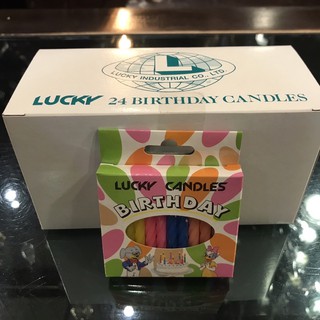 L
LUCKY INDUSTRIAL CO., LTD
LUCKY 24 BIRTHDAY CANDLES
LUCKY CANDLES
BIRTHDAY